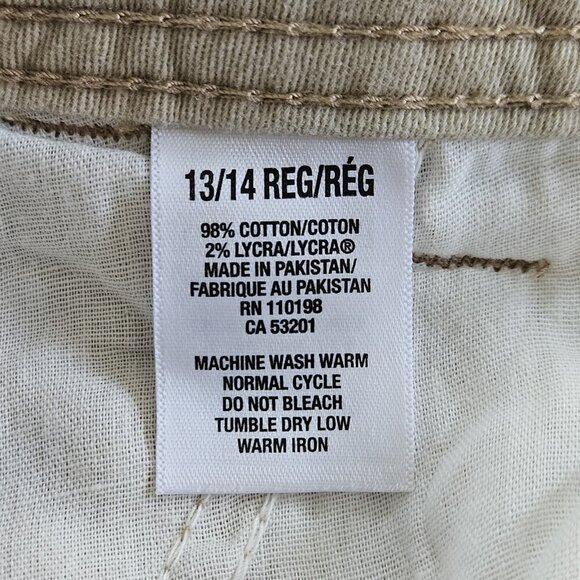 13/14 REG/RÉG
98% COTTON/COTON
2% LYCRA/LYCRA®
MADE IN PAKISTAN/
FABRIQUE AU PAKISTAN
RN 110198
CA 53201
MACHINE WASH WARM
NORMAL CYCLE
DO NOT BLEACH
TUMBLE DRY LOW
WARM IRON